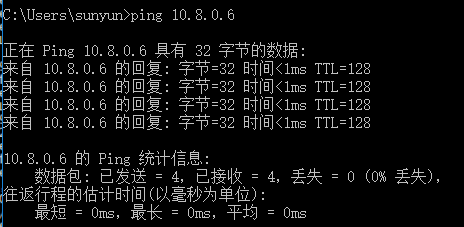 C:\Users\sunyun>ping 10.8.0.6
正在 Ping 10.8.0.6 具有 32 字节的数据:
来自 10.8.0.6 的回复: 字节=32 时间<1ms TTL=128
来自 10.8.0.6 的回复: 字节=32 时间<1ms TTL=128
来自 10.8.0.6 的回复: 字节=32 时间<1ms TTL=128
来自 10.8.0.6 的回复: 字节=32 时间<1ms TTL=128
10.8.0.6 的 Ping 统计信息:
数据包: 已发送 = 4, 已接收 = 4, 丢失 = 0 (0% 丢失),
往返行程的估计时间(以毫秒为单位):
最短 = 0ms, 最长 = 0ms, 平均 = 0ms